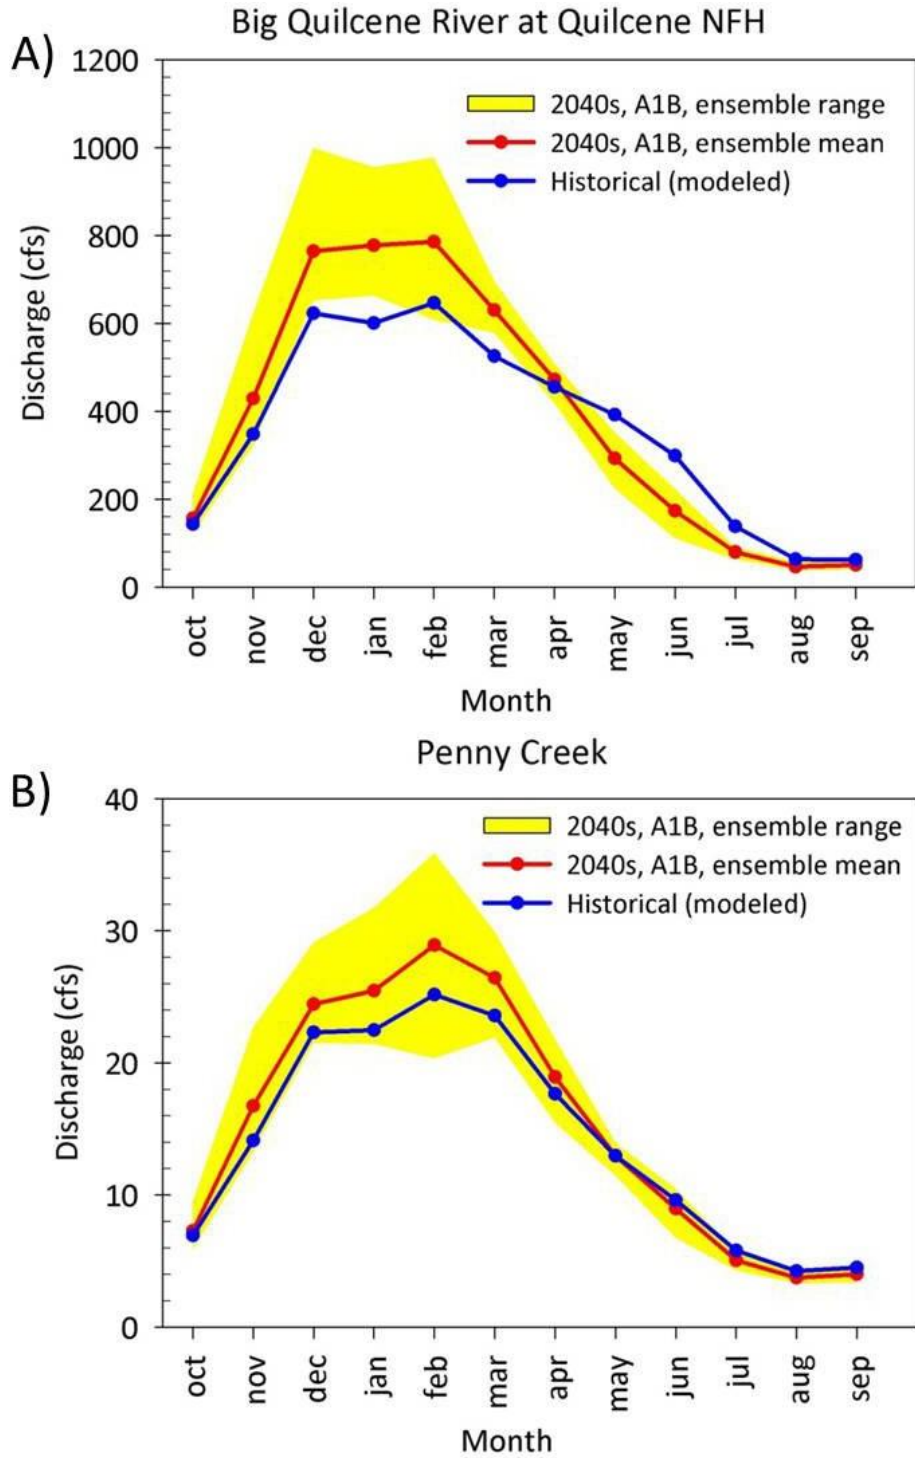 Big Quilcene River at Quilcene NFH
A)
1200
1000
800
600
400
200
0
Discharge (cfs)
2040s, A1B, ensemble range
2040s, A1B, ensemble mean
Historical (modeled)
oct nov dec jan feb mar apr may jun jul aug sep
Month
Penny Creek
B)
40
30
20
10
0
Discharge (cfs)
2040s, A1B, ensemble range
2040s, A1B, ensemble mean
Historical (modeled)
oct nov dec jan feb mar apr may jun jul aug sep
Month